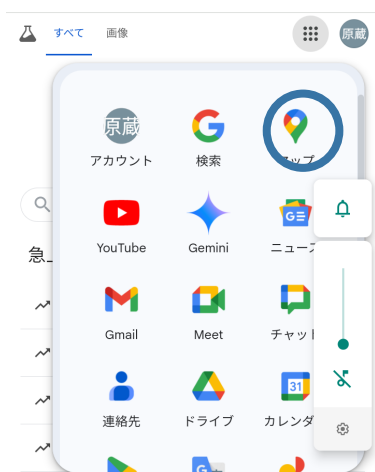 すべて 画像 原蔵
原蔵
アカウント 検索 マップ
YouTube Gemini ニュー
急
Gmail Meet チャッ
31
連絡先 ドライブ カレンダ